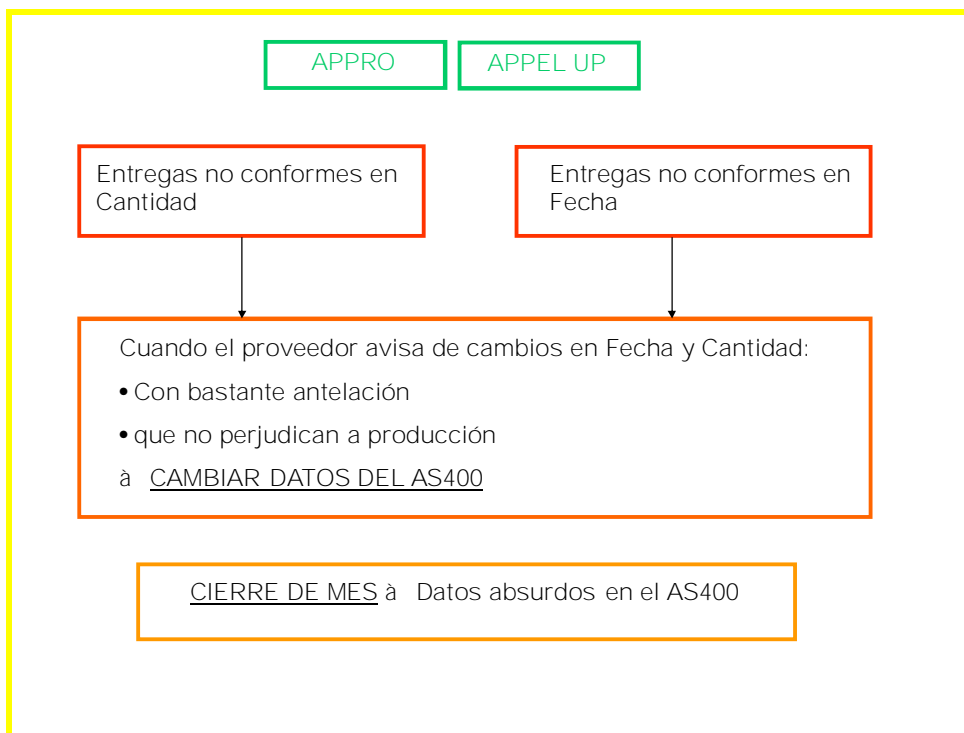 APPRO APPEL UP
Entregas no conformes en
Cantidad
Entregas no conformes en
Fecha
Cuando el proveedor avisa de cambios en Fecha y Cantidad:
• Con bastante antelación
• que no perjudican a producción
à CAMBIAR DATOS DEL AS400
CIERRE DE MES à Datos absurdos en el AS400